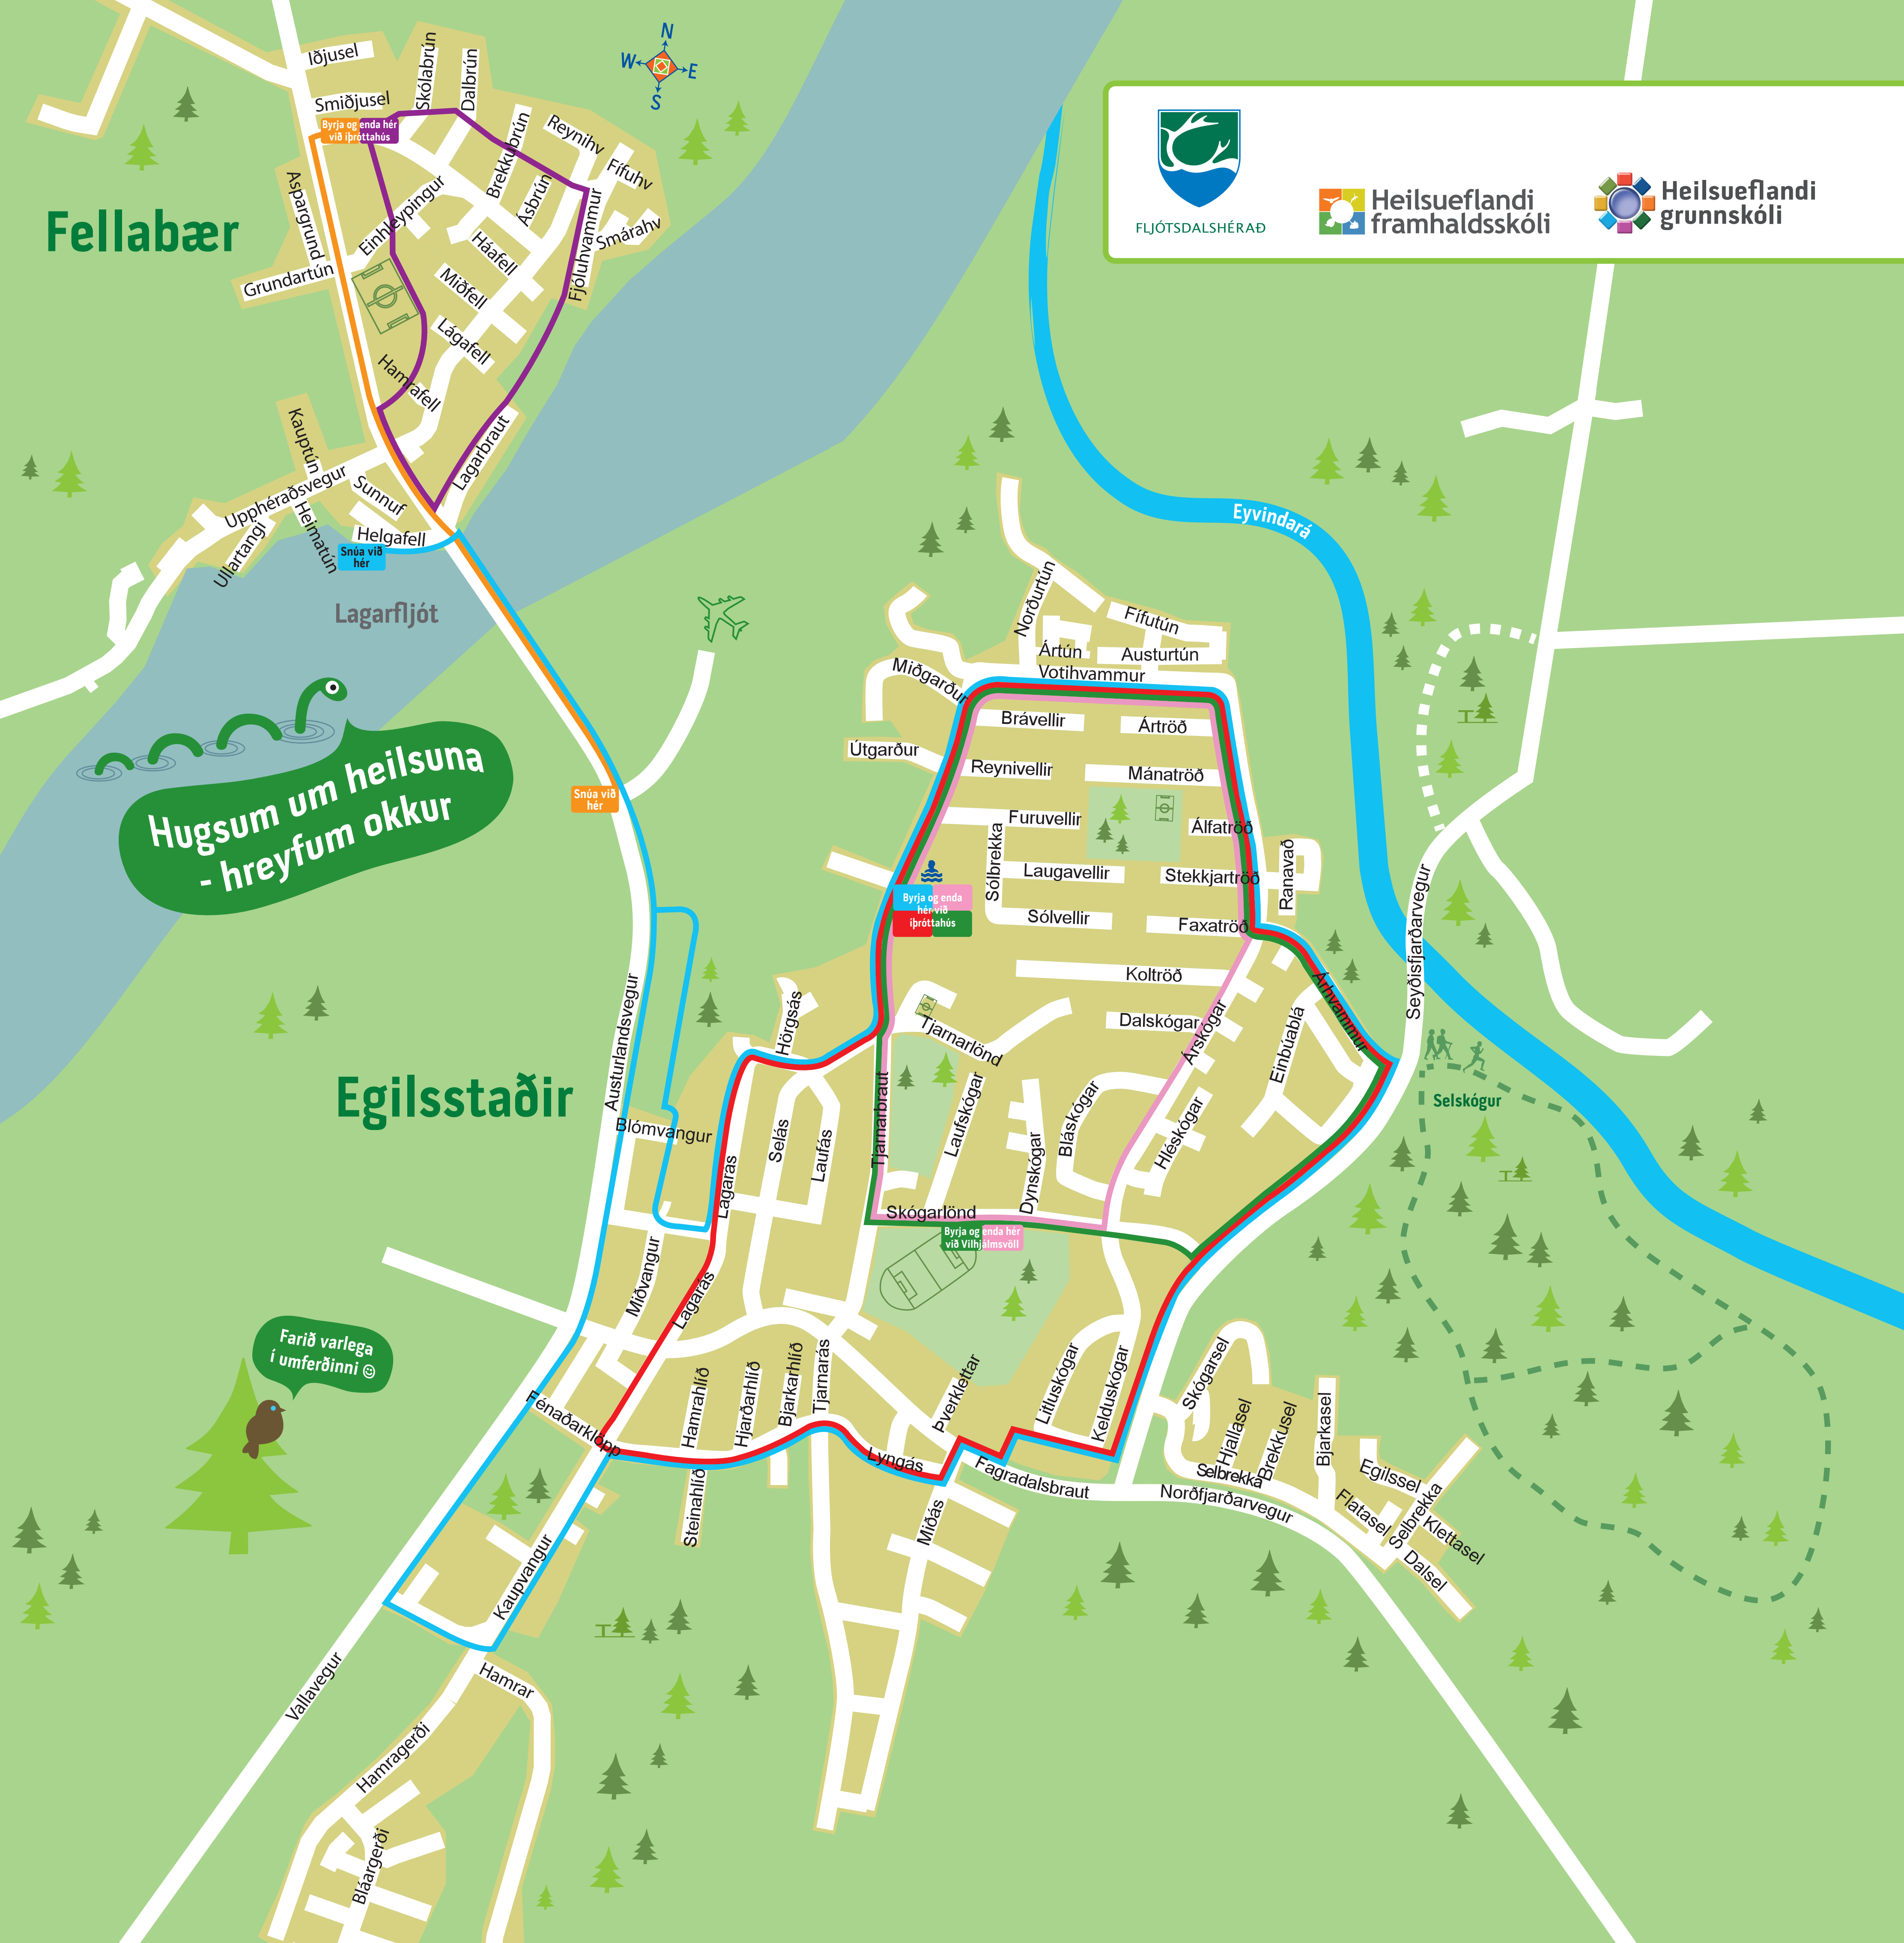 N
W
E
S
FLJÓTSDALSHÉRAÐ
Heilsueflandi
framhaldsskóli
Heilsueflandi
grunnskóli
Iðjusel
Skólabrún
Dalbrún
Smiðjusel
Byrja og enda hér
við íþróttahús
Brekkubrún
Reynihv
Fífuhv
Aspargrund
Einhleypingur
Ásbrún
Fellabær
Smárahv
Háafell
Fjóluhvammur
Grundartún
Miðfell
Lágafell
Hamrafell
Kauptún
Lagarbraut
Upphéraðsvegur
Sunnuf
Heimatún
Helgafell
Ullartangi
Snúa við
hér
Lagarfljót
Eyvindará
Hugsum um heilsuna
- hreyfum okkur
Snúa við
hér
Norðurtún
Fífutún
Ártún
Austurtún
Miðgarður
Votihvammur
Brávellir
Ártröð
Útgarður
Reynivellir
Mánatröð
Furuvellir
Álfatröð
Sólbrekka
Laugavellir
Stekkjartröð
Ranavað
Byrja og enda
hér við
íþróttahús
Sólvellir
Faxatröð
Seyðisfjarðarvegur
Koltröð
Árhvammur
Austurlandsvegur
Hörgsás
Tjarnarlönd
Dalskógar
Árskógar
Einbúablá
Egilsstaðir
Selskógur
Blómvangur
Selás
Laufás
Tjarnarbraut
Laufskógar
Dynskógar
Bláskógar
Hléskógar
Lagarás
Skógarlönd
Byrja og enda hér
við Vilhjálmsvöll
Miðvangur
Lagarás
Farið varlega
í umferðinni ☺
Fénaðarklöpp
Hamrahlíð
Hjarðarhlíð
Bjarkarhlíð
Tjarnarás
Þverklettar
Litluskógar
Kelduskógar
Skógarsel
Hjallasel
Brekkusel
Bjarkasel
Lyngás
Fagradalsbraut
Selbrekka
Egilssel
Steinahlíð
Norðfjarðarvegur
Flatasel
Selbrekka
Klettasel
Dalsel
Miðás
Kaupvangur
Vallavegur
Hamrar
Hamragerði
Bláargerði